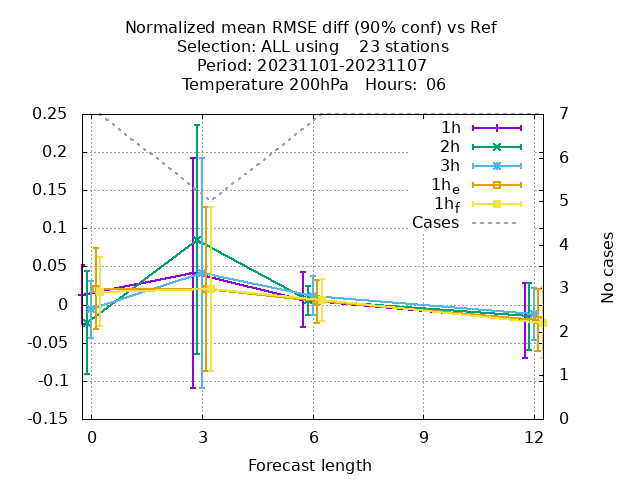 Normalized mean RMSE diff (90% conf) vs Ref
Selection: ALL using    23 stations
Period: 20231101-20231107
Temperature 200hPa   Hours:  06
0.25
0.2
0.15
0.1
0.05
0
-0.05
-0.1
-0.15
7
6
5
4
3
2
1
0
1h
2h
3h
1he
1hf
Cases
No cases
0
3
6
9
12
Forecast length